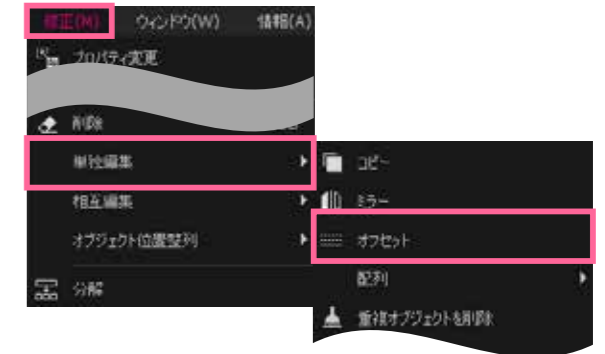 修正(M) ウィンドウ(W) 情報(A)
プロパティ変更
削除
単独編集
相互編集
オブジェクト位置整列
分解
コピー
ミラー
オフセット
配列
重複オブジェクトを削除